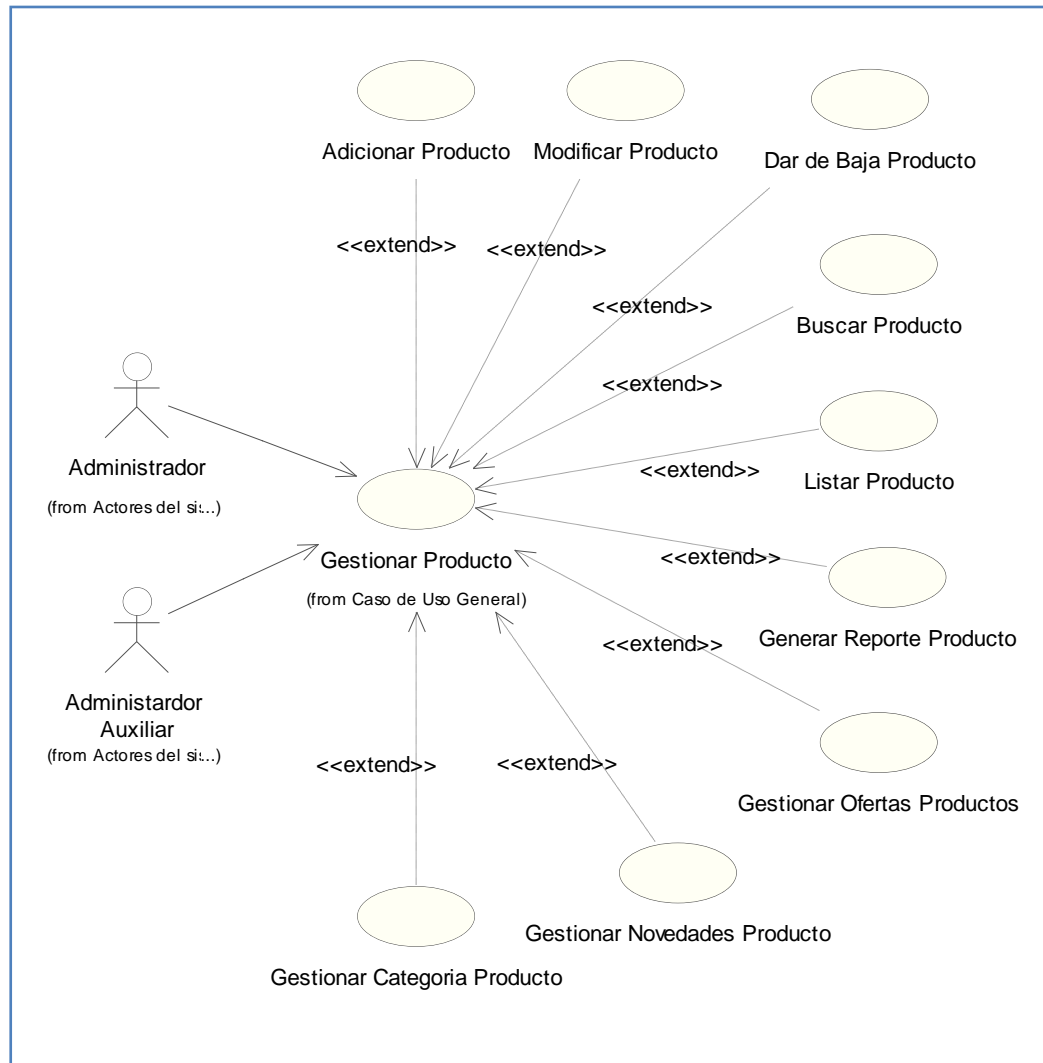 Adicionar Producto
Modificar Producto
Dar de Baja Producto
<<extend>>
<<extend>>
<<extend>>
Buscar Producto
<<extend>>
Administrador
(from Actores del sis...)
<<extend>>
Listar Producto
Gestionar Producto
(from Caso de Uso General)
<<extend>>
Generar Reporte Producto
<<extend>>
Administardor
Auxiliar
(from Actores del sis...)
<<extend>>
<<extend>>
Gestionar Ofertas Productos
Gestionar Novedades Producto
Gestionar Categoria Producto